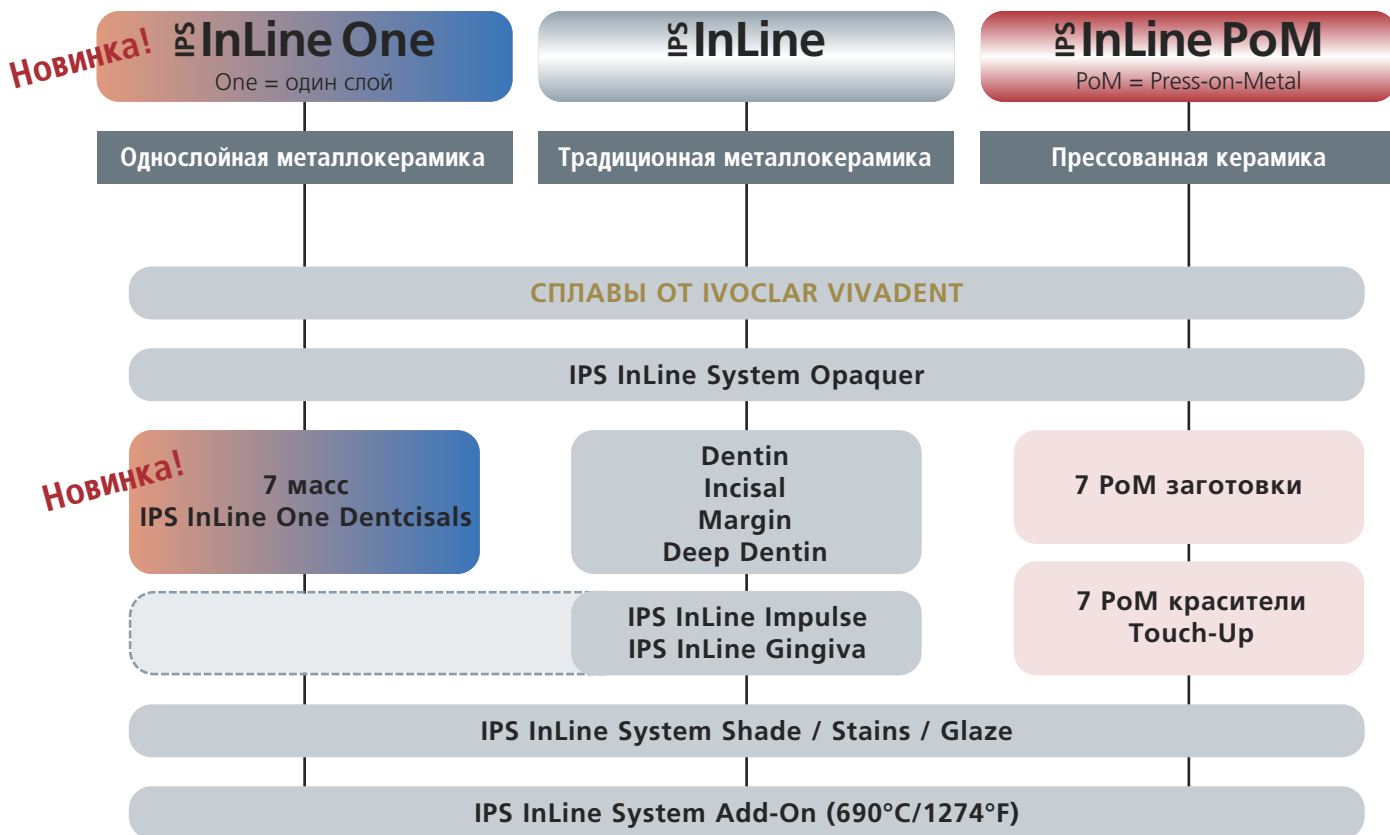 Новинка!
IPS InLine One
One = один слой
IPS InLine
IPS InLine PoM
PoM = Press-on-Metal
Однослойная металлокерамика
Традиционная металлокерамика
Прессованная керамика
СПЛАВЫ ОТ IVOCLAR VIVADENT
IPS InLine System Opaquer
Новинка!
7 масс
IPS InLine One Dentcisals
Dentin
Incisal
Margin
Deep Dentin
7 PoM заготовки
IPS InLine Impulse
IPS InLine Gingiva
7 PoM красители
Touch-Up
IPS InLine System Shade / Stains / Glaze
IPS InLine System Add-On (690°C/1274°F)